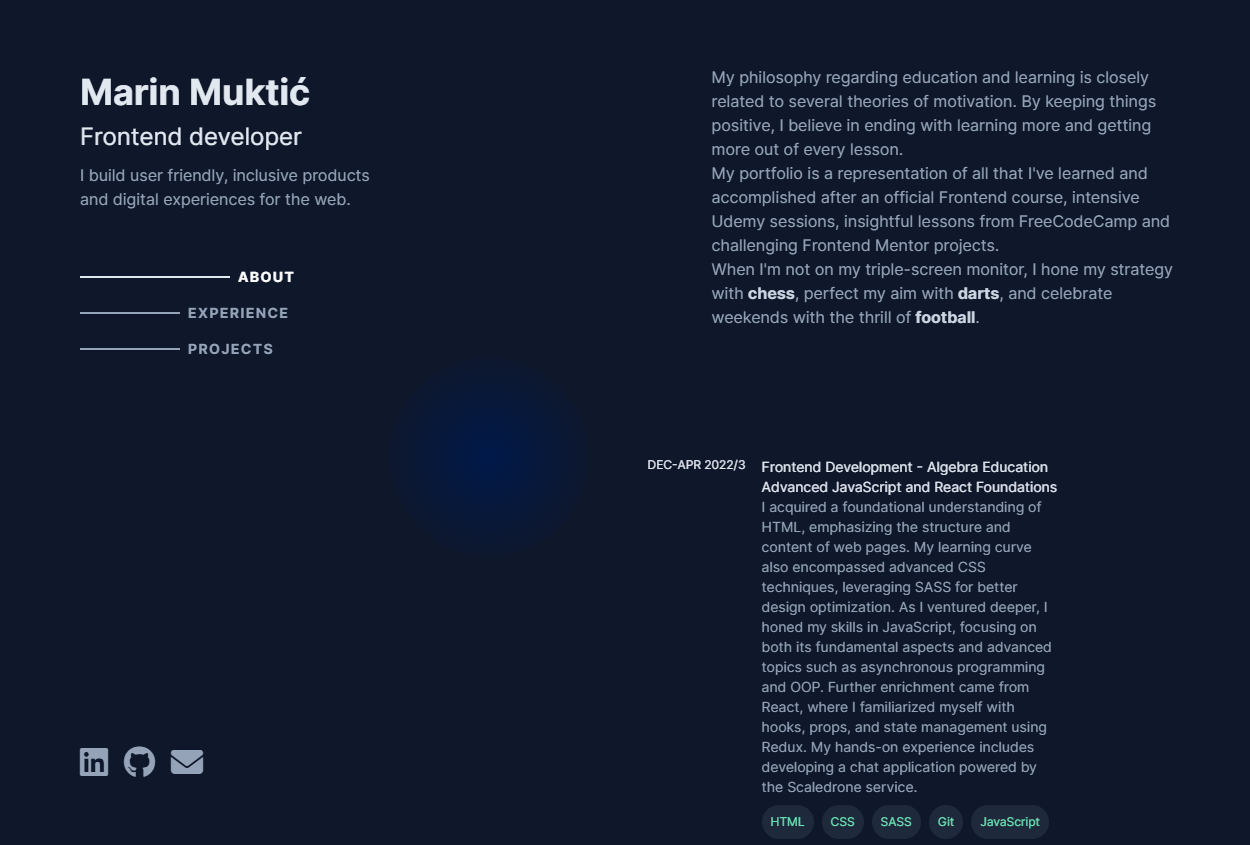 Marin Muktić
Frontend developer
I build user friendly, inclusive products
and digital experiences for the web.
ABOUT
EXPERIENCE
PROJECTS
My philosophy regarding education and learning is closely
related to several theories of motivation. By keeping things
positive, I believe in ending with learning more and getting
more out of every lesson.
My portfolio is a representation of all that I've learned and
accomplished after an official Frontend course, intensive
Udemy sessions, insightful lessons from FreeCodeCamp and
challenging Frontend Mentor projects.
When I'm not on my triple-screen monitor, I hone my strategy
with chess, perfect my aim with darts, and celebrate
weekends with the thrill of football.
DEC-APR 2022/3
Frontend Development - Algebra Education
Advanced JavaScript and React Foundations
I acquired a foundational understanding of
HTML, emphasizing the structure and
content of web pages. My learning curve
also encompassed advanced CSS
techniques, leveraging SASS for better
design optimization. As I ventured deeper, I
honed my skills in JavaScript, focusing on
both its fundamental aspects and advanced
topics such as asynchronous programming
and OOP. Further enrichment came from
React, where I familiarized myself with
hooks, props, and state management using
Redux. My hands-on experience includes
developing a chat application powered by
the Scaledrone service.
HTML CSS SASS Git JavaScript
in